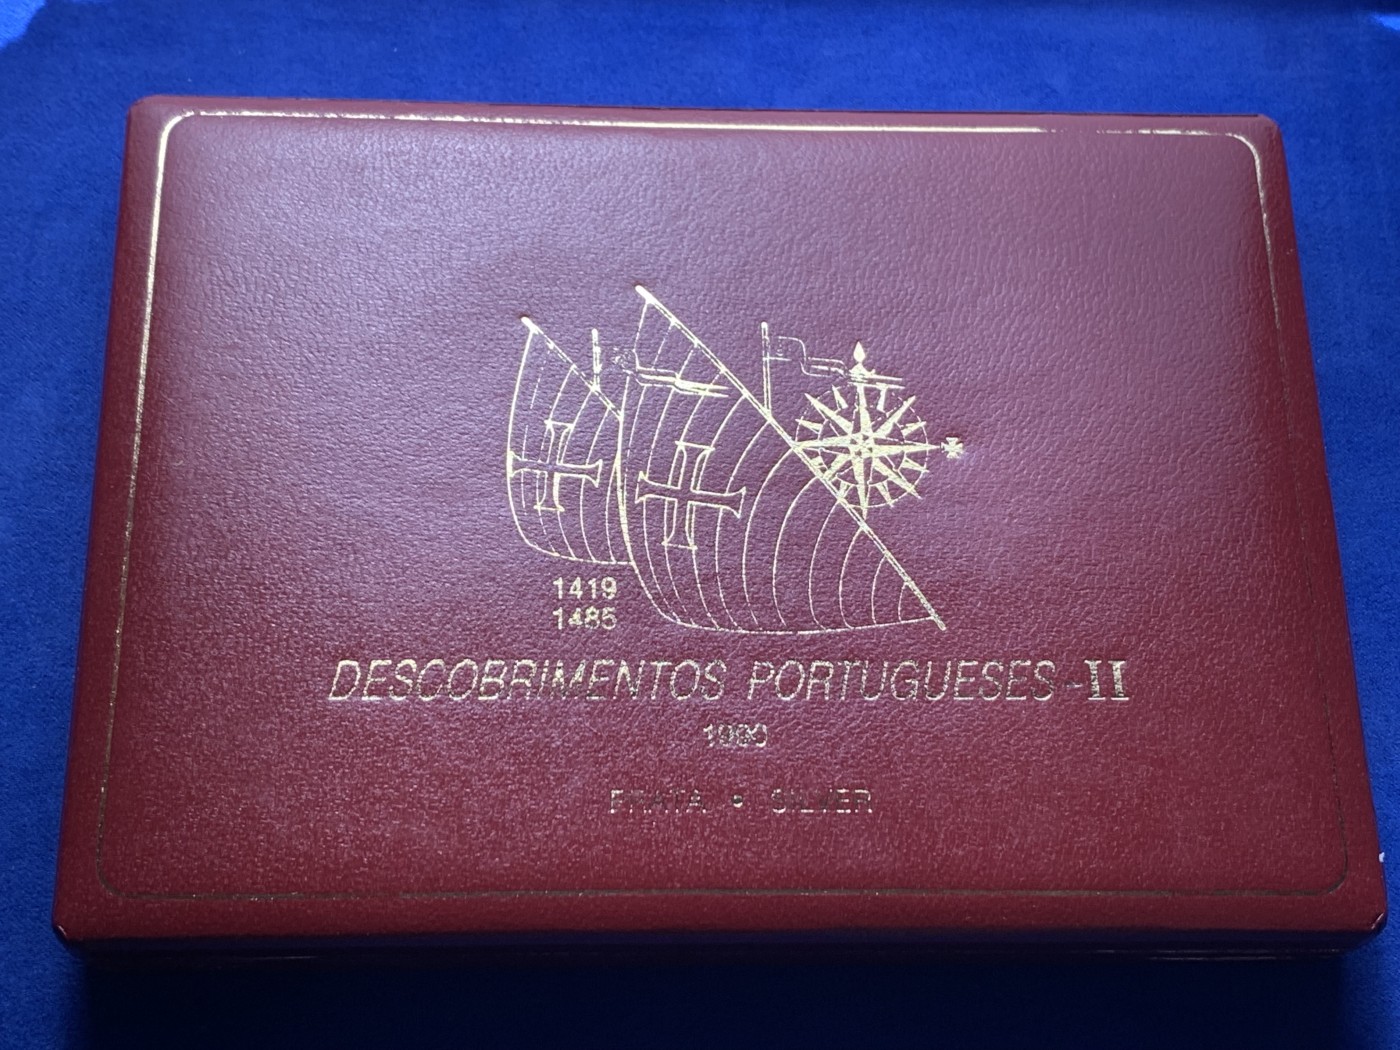 1419
1485
DESCOBRIMENTOS PORTUGUESES-II
1990
PRATA • SILVER